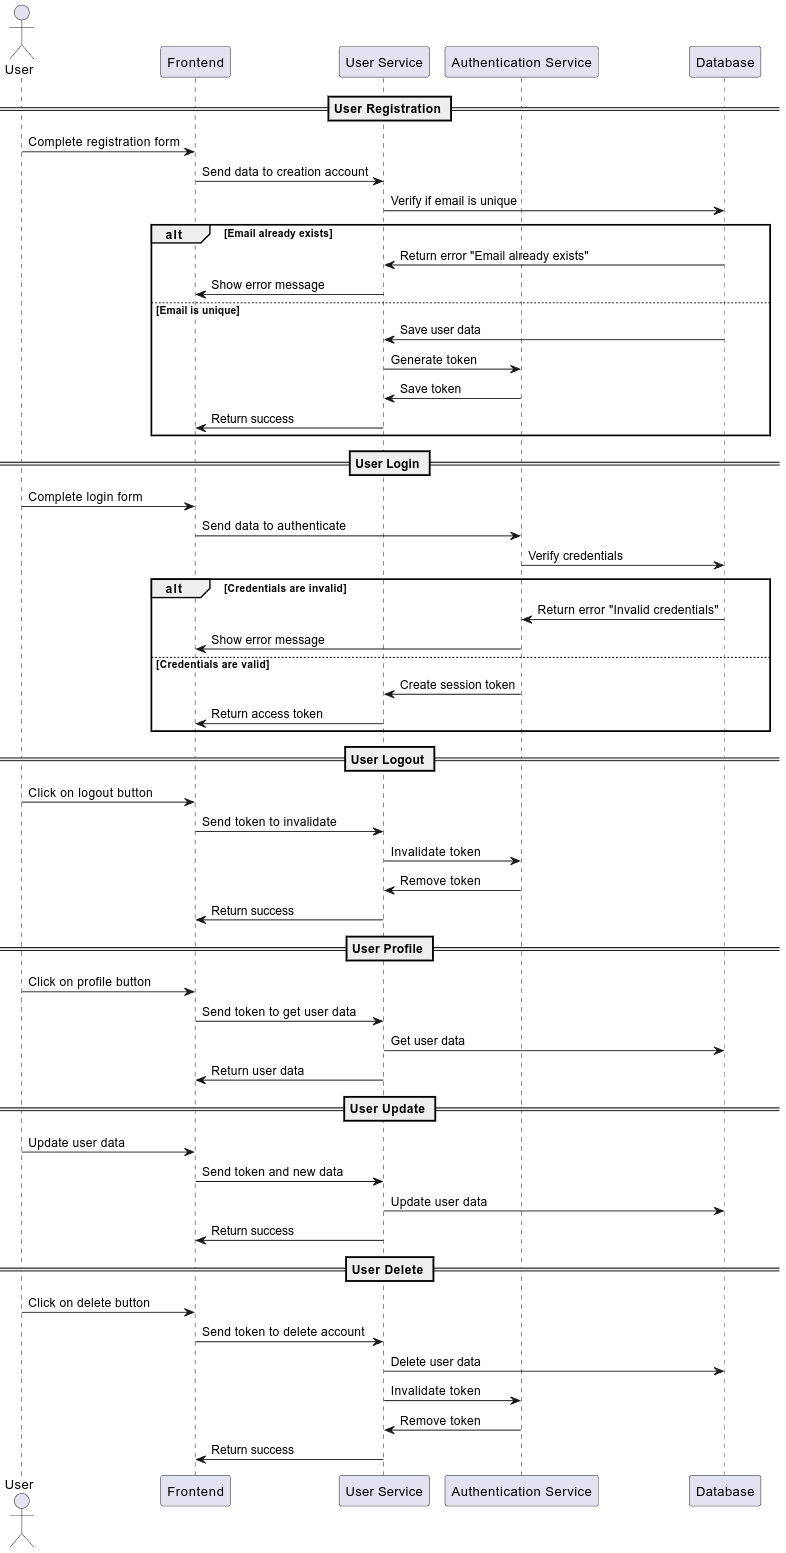 User
Frontend
User Service
Authentication Service
Database
User Registration
Complete registration form
Send data to creation account
Verify if email is unique
alt
[Email already exists]
Return error "Email already exists"
Show error message
[Email is unique]
Save user data
Generate token
Save token
Return success
User Login
Complete login form
Send data to authenticate
Verify credentials
alt
[Credentials are invalid]
Return error "Invalid credentials"
Show error message
[Credentials are valid]
Create session token
Return access token
User Logout
Click on logout button
Send token to invalidate
Invalidate token
Remove token
Return success
User Profile
Click on profile button
Send token to get user data
Get user data
Return user data
User Update
Update user data
Send token and new data
Update user data
Return success
User Delete
Click on delete button
Send token to delete account
Delete user data
Invalidate token
Remove token
Return success
User
Frontend
User Service
Authentication Service
Database